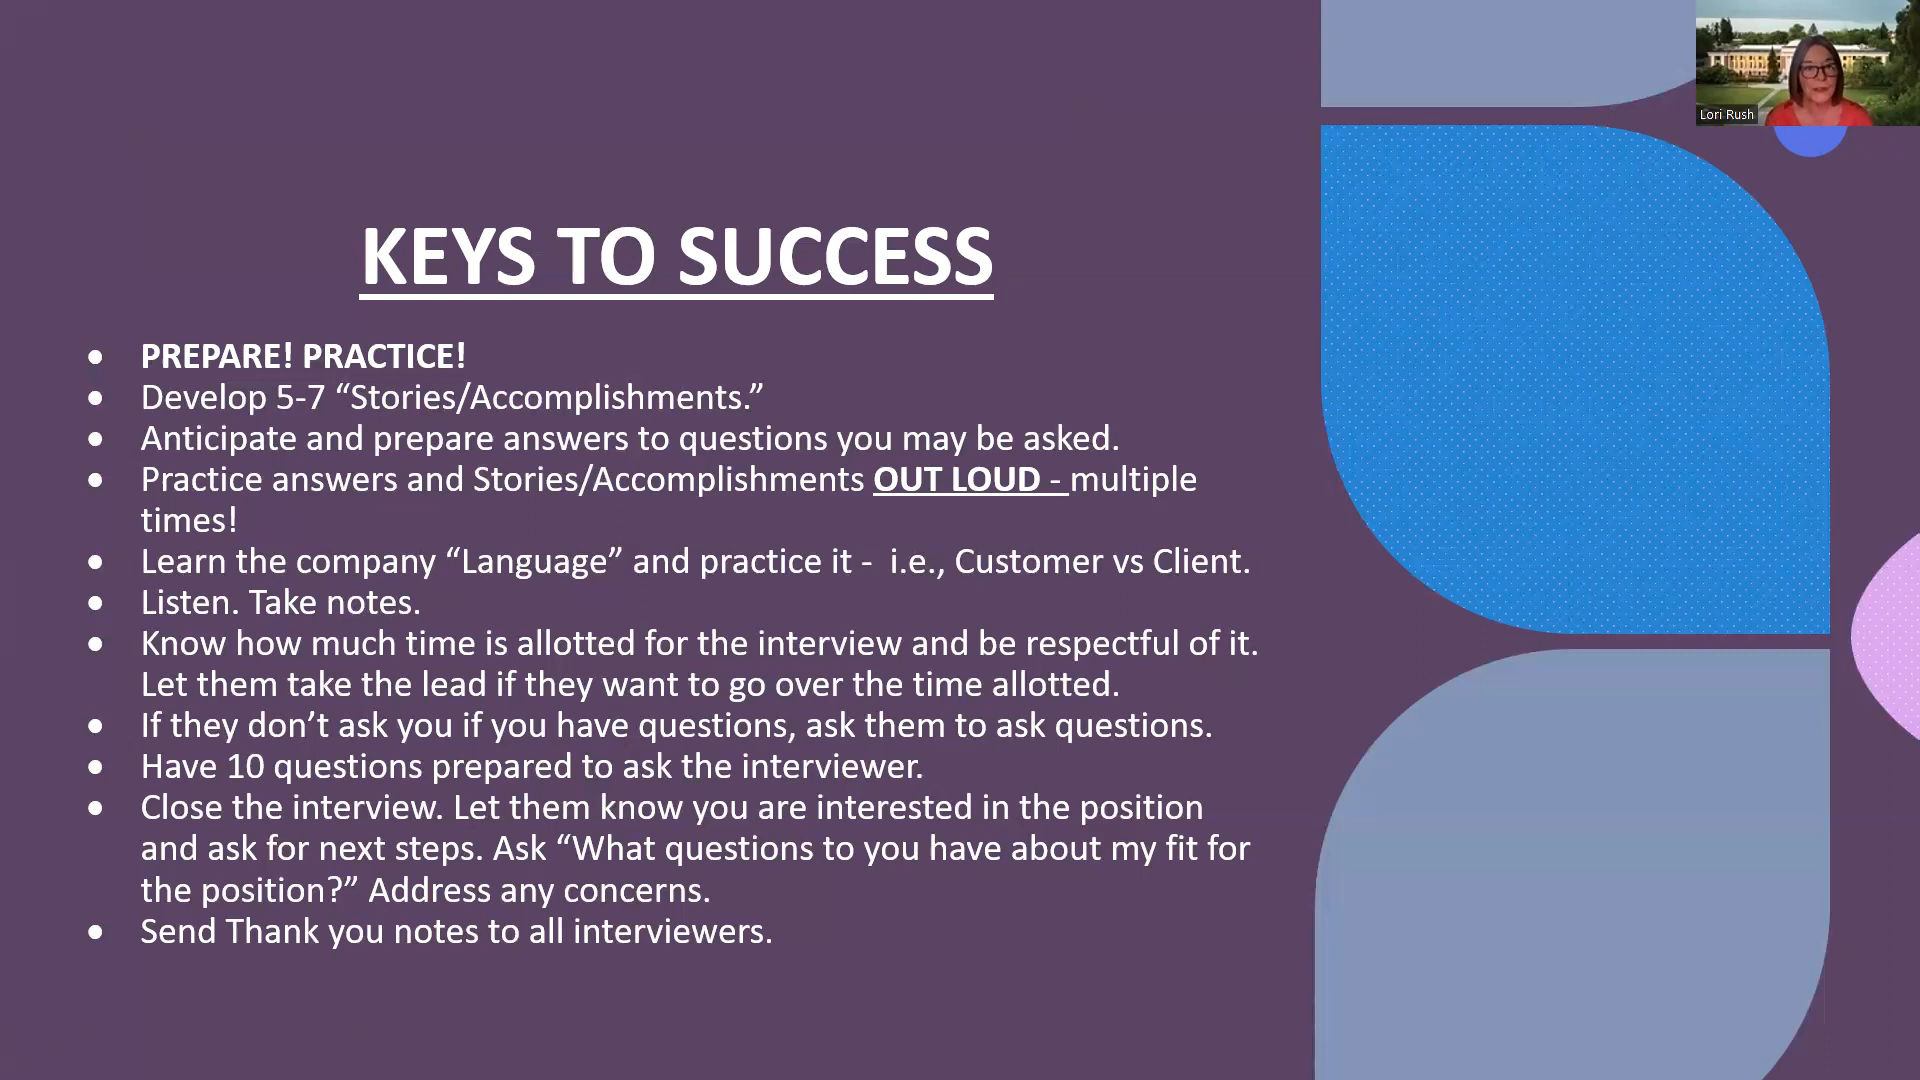 Lori Rush
KEYS TO SUCCESS
• PREPARE! PRACTICE!
• Develop 5-7 “Stories/Accomplishments.”
• Anticipate and prepare answers to questions you may be asked.
• Practice answers and Stories/Accomplishments OUT LOUD - multiple
times!
• Learn the company “Language” and practice it -  i.e., Customer vs Client.
• Listen. Take notes.
• Know how much time is allotted for the interview and be respectful of it.
Let them take the lead if they want to go over the time allotted.
• If they don’t ask you if you have questions, ask them to ask questions.
• Have 10 questions prepared to ask the interviewer.
• Close the interview. Let them know you are interested in the position
and ask for next steps. Ask “What questions to you have about my fit for
the position?” Address any concerns.
• Send Thank you notes to all interviewers.